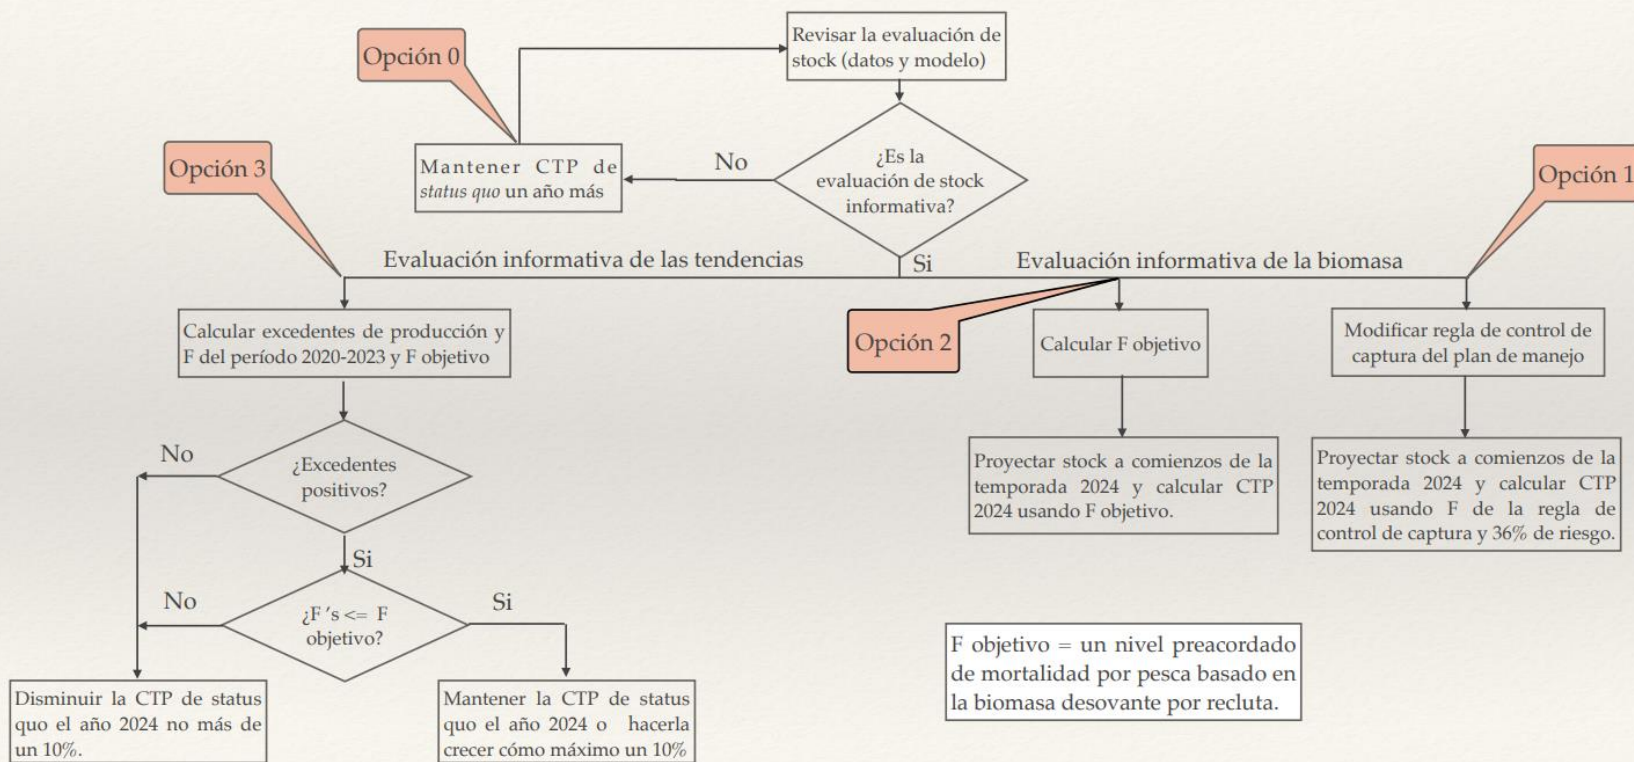 Opción 0
Revisar la evaluación de
stock (datos y modelo)
Opción 3
Mantener CTP de
status quo un año más
No
¿Es la
evaluación de stock
informativa?
Opción 1
Evaluación informativa de las tendencias
Si
Evaluación informativa de la biomasa
Calcular excedentes de producción y
F del período 2020-2023 y F objetivo
Opción 2
Calcular F objetivo
Modificar regla de control de
captura del plan de manejo
No
¿Excedentes
positivos?
Proyectar stock a comienzos de la
temporada 2024 y calcular CTP
2024 usando F objetivo.
Proyectar stock a comienzos de la
temporada 2024 y calcular CTP
2024 usando F de la regla de
control de captura y 36% de riesgo.
Si
No
¿F 's <= F
objetivo?
Si
F objetivo = un nivel preacordado
de mortalidad por pesca basado en
la biomasa desovante por recluta.
Disminuir la CTP de status
quo el año 2024 no más de
un 10%.
Mantener la CTP de status
quo el año 2024 o hacerla
crecer cómo máximo un 10%